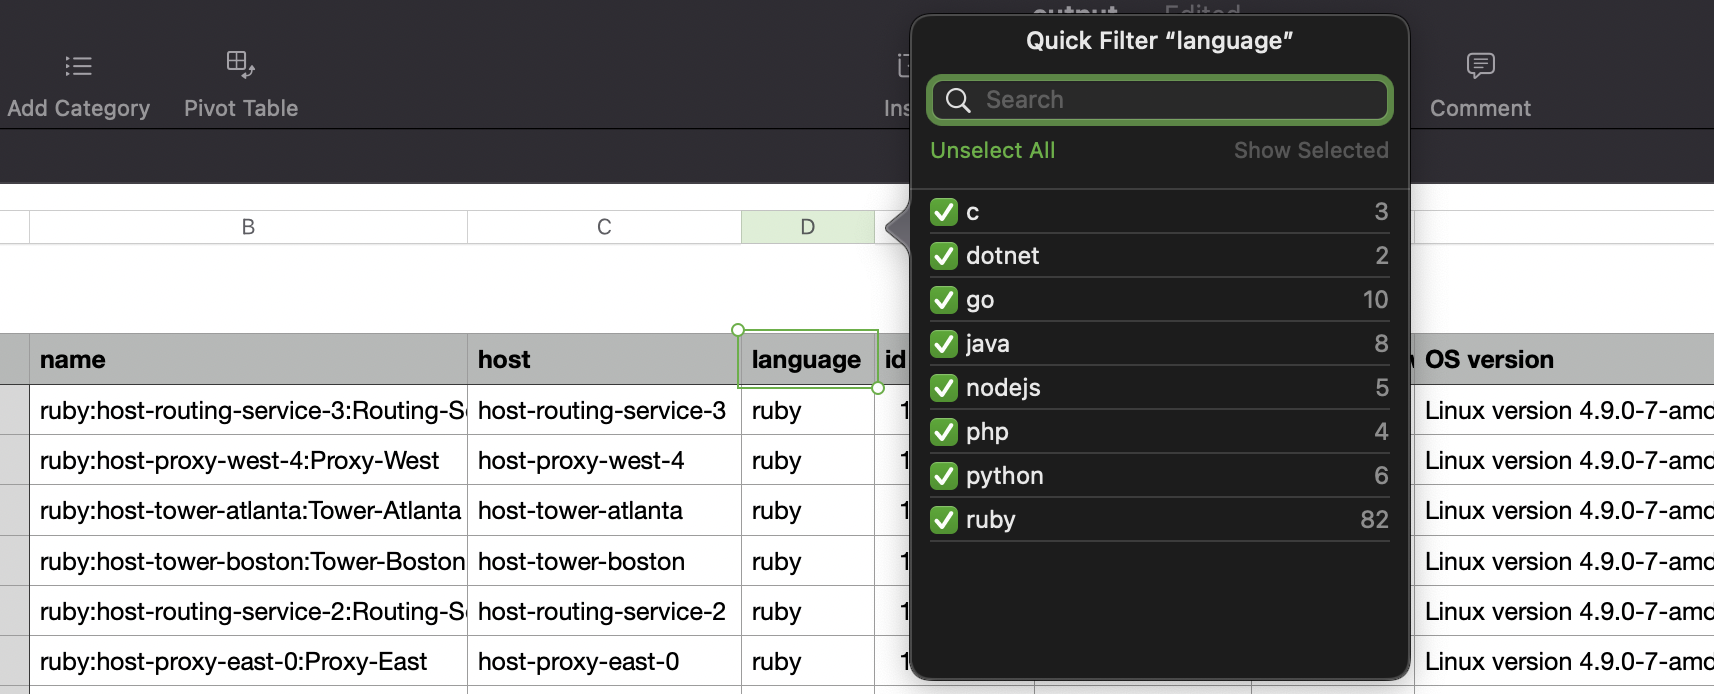 Edited
Add Category
Pivot Table
Comment
Quick Filter “language”
Search
Unselect All
Show Selected
c 3
dotnet 2
go 10
java 8
nodejs 5
php 4
python 6
ruby 82
B C D
name host language id OS version
ruby:host-routing-service-3:Routing-S host-routing-service-3 ruby 1 Linux version 4.9.0-7-amd
ruby:host-proxy-west-4:Proxy-West host-proxy-west-4 ruby 1 Linux version 4.9.0-7-amd
ruby:host-tower-atlanta:Tower-Atlanta host-tower-atlanta ruby 1 Linux version 4.9.0-7-amd
ruby:host-tower-boston:Tower-Boston host-tower-boston ruby 1 Linux version 4.9.0-7-amd
ruby:host-routing-service-2:Routing-S host-routing-service-2 ruby 1 Linux version 4.9.0-7-amd
ruby:host-proxy-east-0:Proxy-East host-proxy-east-0 ruby 1 Linux version 4.9.0-7-amd